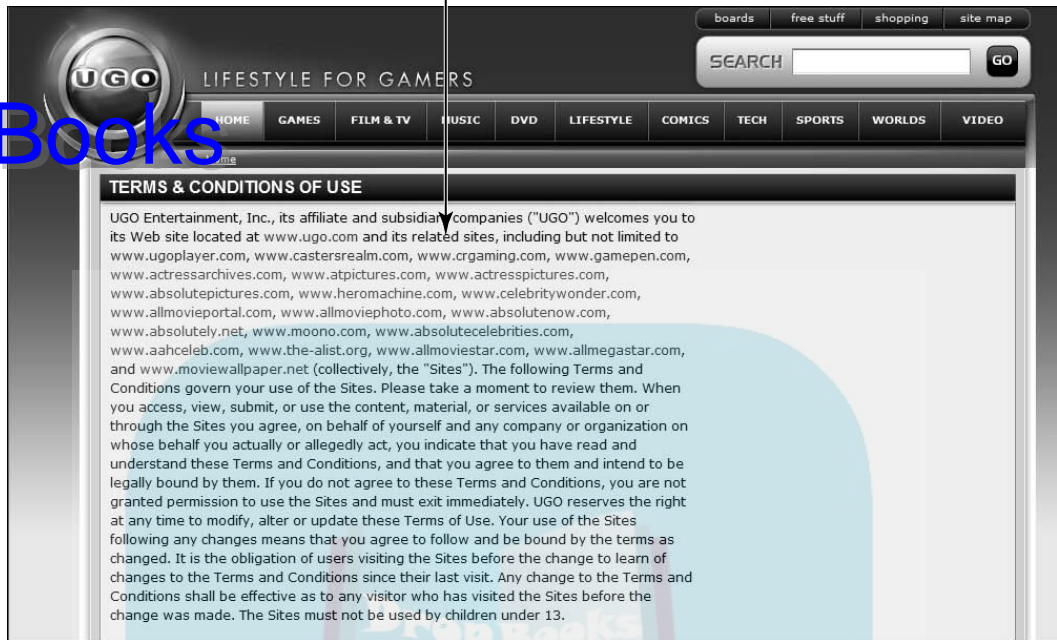 boards free stuff shopping site map
SEARCH GO
UGO LIFESTYLE FOR GAMERS
HOME GAMES FILM & TV MUSIC DVD LIFESTYLE COMICS TECH SPORTS WORLDS VIDEO
Books
Home
TERMS & CONDITIONS OF USE
UGO Entertainment, Inc., its affiliate and subsidiary companies ("UGO") welcomes you to
its Web site located at www.ugo.com and its related sites, including but not limited to
www.ugoplayer.com, www.castersrealm.com, www.crgaming.com, www.gamepen.com,
www.actressarchives.com, www.atpictures.com, www.actresspictures.com,
www.absolutepictures.com, www.heromachine.com, www.celebritywonder.com,
www.allmovieportal.com, www.allmoviephoto.com, www.absolutenow.com,
www.absolutely.net, www.moono.com, www.absolutecelebrities.com,
www.aahceleb.com, www.the-alist.org, www.allmoviestar.com, www.allmegastar.com,
and www.moviewallpaper.net (collectively, the "Sites"). The following Terms and
Conditions govern your use of the Sites. Please take a moment to review them. When
you access, view, submit, or use the content, material, or services available on or
through the Sites you agree, on behalf of yourself and any company or organization on
whose behalf you actually or allegedly act, you indicate that you have read and
understand these Terms and Conditions, and that you agree to them and intend to be
legally bound by them. If you do not agree to these Terms and Conditions, you are not
granted permission to use the Sites and must exit immediately. UGO reserves the right
at any time to modify, alter or update these Terms of Use. Your use of the Sites
following any changes means that you agree to follow and be bound by the terms as
changed. It is the obligation of users visiting the Sites before the change to learn of
changes to the Terms and Conditions since their last visit. Any change to the Terms and
Conditions shall be effective as to any visitor who has visited the Sites before the
change was made. The Sites must not be used by children under 13.
DropBooks